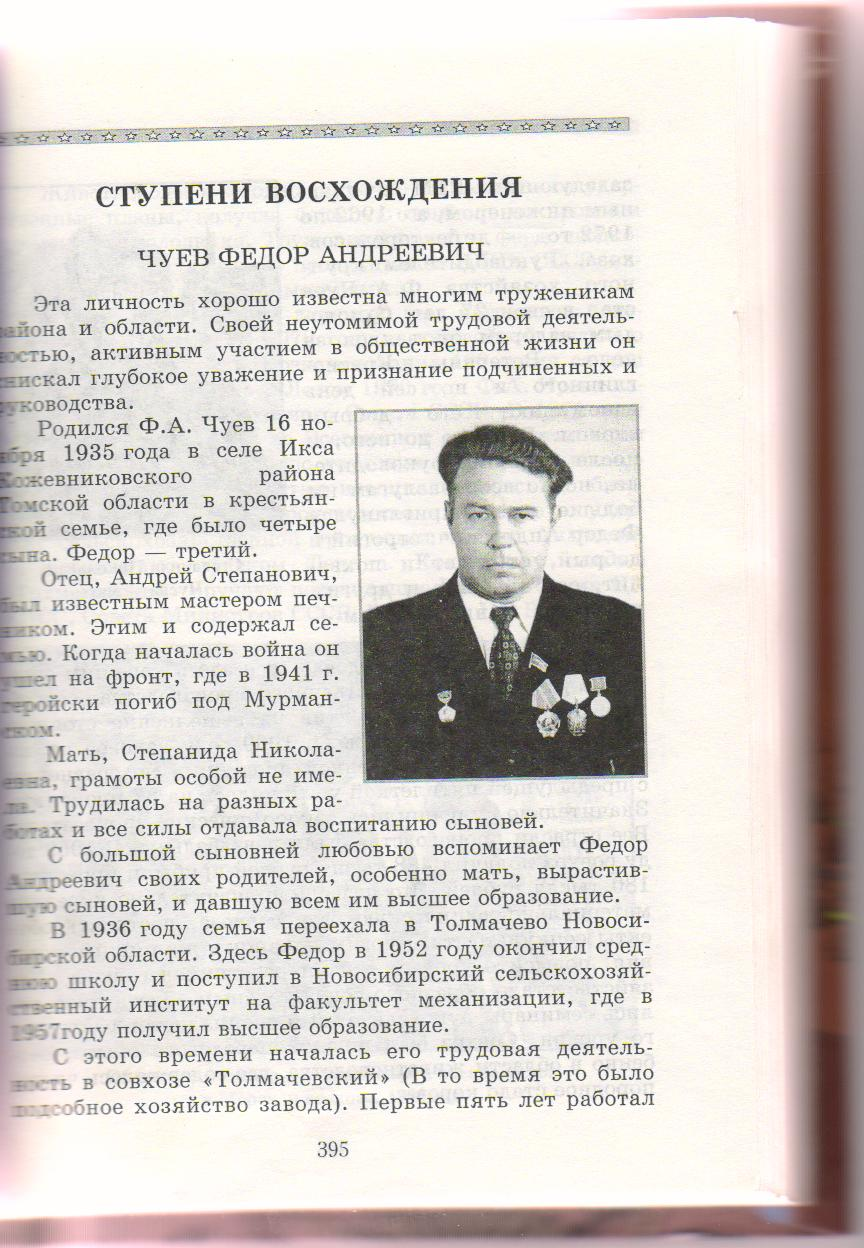 СТУПЕНИ ВОСХОЖДЕНИЯ
ЧУЕВ ФЕДОР АНДРЕЕВИЧ
Эта личность хорошо известна многим труженикам
района и области. Своей неутомимой трудовой деятель-
ностью, активным участием в общественной жизни он
снискал глубокое уважение и признание подчиненных и
руководства.
Родился Ф.А. Чуев 16 но-
ября 1935 года в селе Икса
Кожевниковского района
Томской области в крестьян-
ской семье, где было четыре
сына. Федор — третий.
Отец, Андрей Степанович,
был известным мастером печ-
ником. Этим и содержал се-
мью. Когда началась война он
ушел на фронт, где в 1941 г.
геройски погиб под Мурман-
ском.
Мать, Степанида Никола-
евна, грамоты особой не име-
ла. Трудилась на разных ра-
ботах и все силы отдавала воспитанию сыновей.
С большой сыновней любовью вспоминает Федор
Андреевич своих родителей, особенно мать, вырастив-
шую сыновей, и давшую всем им высшее образование.
В 1936 году семья переехала в Толмачево Новоси-
бирской области. Здесь Федор в 1952 году окончил сред-
нюю школу и поступил в Новосибирский сельскохозяй-
ственный институт на факультет механизации, где в
1957году получил высшее образование.
С этого времени началась его трудовая деятель-
ность в совхозе «Толмачевский» (В то время это было
подсобное хозяйство завода). Первые пять лет работал
395